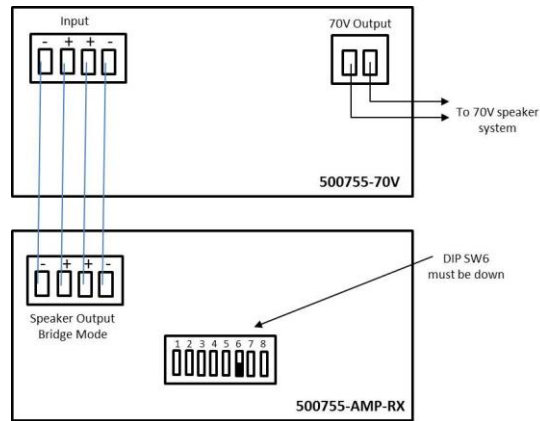 Input
- + + -
70V Output
To 70V speaker
system
500755-70V
- + + -
Speaker Output
Bridge Mode
DIP SW6
must be down
1 2 3 4 5 6 7 8
500755-AMP-RX